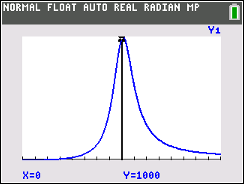 NORMAL FLOAT AUTO REAL RADIAN MP
Y1
X=0 Y=1000